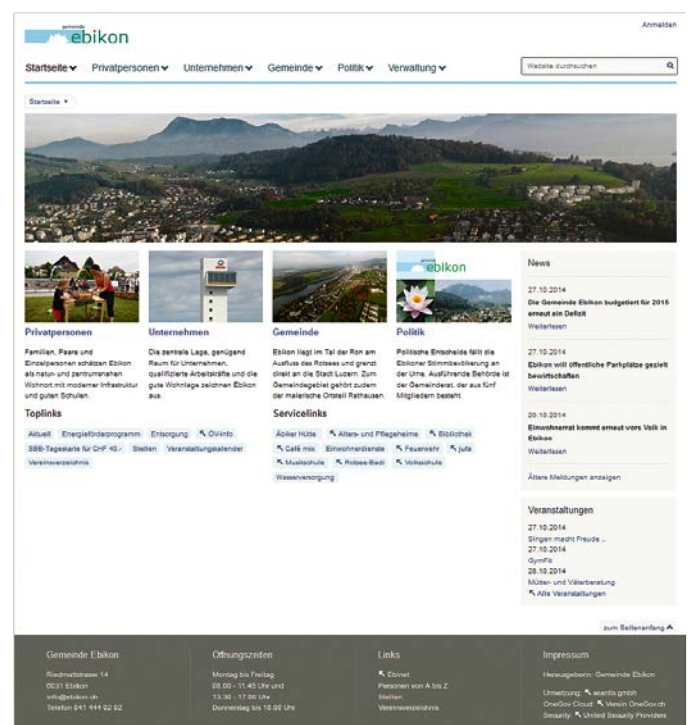 Anmelden
gemeinde
ebikon
Startseite
Privatpersonen
Unternehmen
Gemeinde
Politik
Verwaltung
Website durchsuchen
Startseite
gemeinde
ebikon
Privatpersonen
Familien, Paare und
Einzelpersonen schätzen Ebikon
als natur- und zentrumsnahen
Wohnort mit moderner Infrastruktur
und guten Schulen.
Unternehmen
Die zentrale Lage, genügend
Raum für Unternehmen,
qualifizierte Arbeitskräfte und die
gute Wohnlage zeichnen Ebikon
aus.
Gemeinde
Ebikon liegt im Tal der Ron am
Ausfluss des Rotsees und grenzt
direkt an die Stadt Luzern. Zum
Gemeindegebiet gehört zudem
der malerische Ortsteil Rathausen.
Politik
Politische Entscheide fällt die
Ebikoner Stimmbevölkerung an
der Urne. Ausführende Behörde ist
der Gemeinderat, der aus fünf
Mitgliedern besteht.
Toplinks
Aktuell Energieförderprogramm Entsorgung ÖV-Info
SBB-Tageskarte für CHF 40.- Stellen Veranstaltungskalender
Vereinsverzeichnis
Servicelinks
Äbiker Hütte Alters- und Pflegeheime Bibliothek
Café mix Einwohnerdienste Feuerwehr jufa
Musikschule Rotsee-Badi Volksschule
Wasserversorgung
News
27.10.2014
Die Gemeinde Ebikon budgetiert für 2015
erneut ein Defizit
Weiterlesen
27.10.2014
Ebikon will öffentliche Parkplätze gezielt
bewirtschaften
Weiterlesen
20.10.2014
Einwohnerrat kommt erneut vors Volk in
Ebikon
Weiterlesen
Ältere Meldungen anzeigen
Veranstaltungen
27.10.2014
Singen macht Freude ..
27.10.2014
GymFit
28.10.2014
Mütter- und Väterberatung
Alle Veranstaltungen
zum Seitenanfang
Gemeinde Ebikon
Riedmattstrasse 14
6031 Ebikon
info@ebikon.ch
Telefon 041 444 02 02
Öffnungszeiten
Montag bis Freitag
08.00 - 11.45 Uhr und
13.30 - 17.00 Uhr
Donnerstag bis 18.00 Uhr
Links
Ebinet
Personen von A bis Z
Stellen
Vereinsverzeichnis
Impressum
Herausgeberin: Gemeinde Ebikon
Umsetzung: seantis gmbh
OneGov Cloud: Verein OneGov.ch
Security: United Security Providers